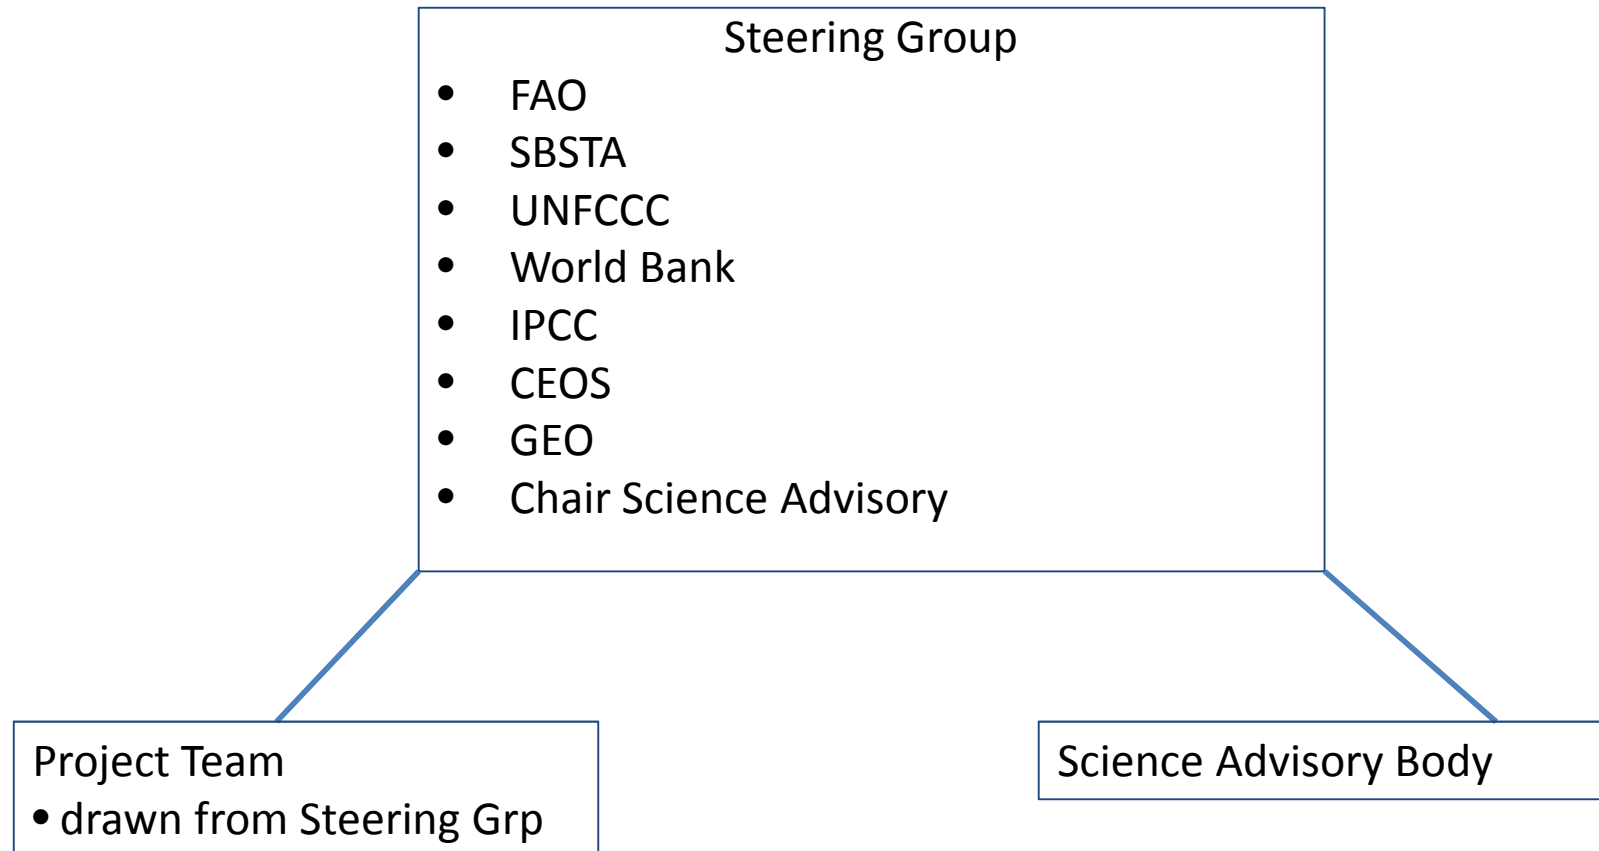 Steering Group
• FAO
• SBSTA
• UNFCCC
• World Bank
• IPCC
• CEOS
• GEO
• Chair Science Advisory
Project Team
• drawn from Steering Grp
Science Advisory Body